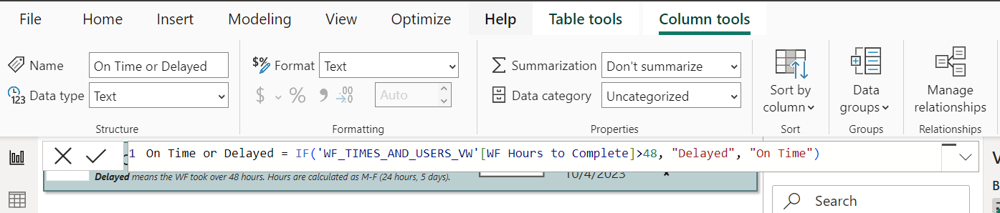 File Home Insert Modeling View Optimize Help Table tools Column tools
Name On Time or Delayed
$% Format Text
Summarization Don't summarize
Data type Text
$ % 9 .00 →.0 Auto
Data category Uncategorized
Sort by
column
Data
groups
Manage
relationships
Structure Formatting Properties Sort Groups Relationships
1 On Time or Delayed = IF('WF_TIMES_AND_USERS_VW'[WF Hours to Complete]>48, "Delayed", "On Time")
Delayed means the WF took over 48 hours. Hours are calculated as M-F (24 hours, 5 days).
10/4/2023
Search